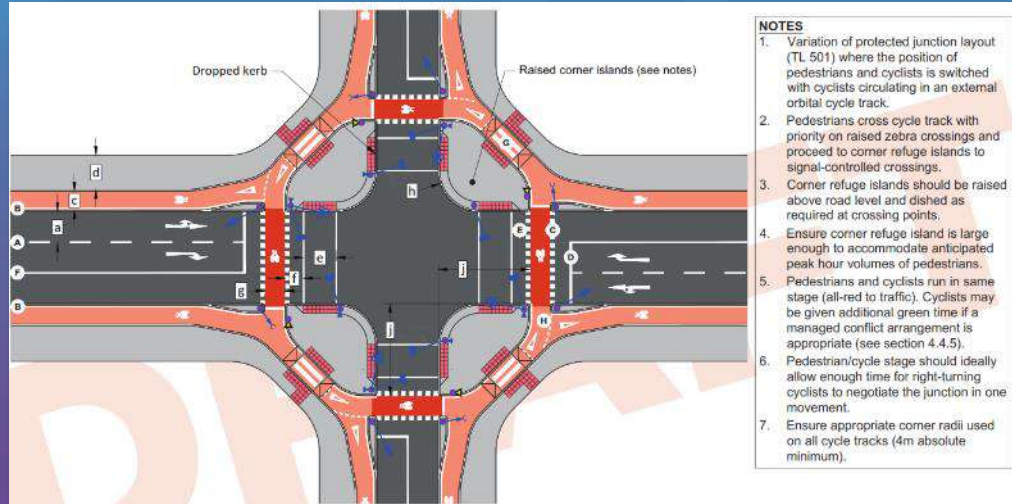 Dropped kerb
Raised corner islands (see notes)
G
d
h
c
B
a
E
C
A
e
D
j
F
f
g
B
j
H
NOTES
1. Variation of protected junction layout
(TL 501) where the position of
pedestrians and cyclists is switched
with cyclists circulating in an external
orbital cycle track.
2. Pedestrians cross cycle track with
priority on raised zebra crossings and
proceed to corner refuge islands to
signal-controlled crossings.
3. Corner refuge islands should be raised
above road level and dished as
required at crossing points.
4. Ensure corner refuge island is large
enough to accommodate anticipated
peak hour volumes of pedestrians.
5. Pedestrians and cyclists run in same
stage (all-red to traffic). Cyclists may
be given additional green time if a
managed conflict arrangement is
appropriate (see section 4.4.5).
6. Pedestrian/cycle stage should ideally
allow enough time for right-turning
cyclists to negotiate the junction in one
movement.
7. Ensure appropriate corner radii used
on all cycle tracks (4m absolute
minimum).